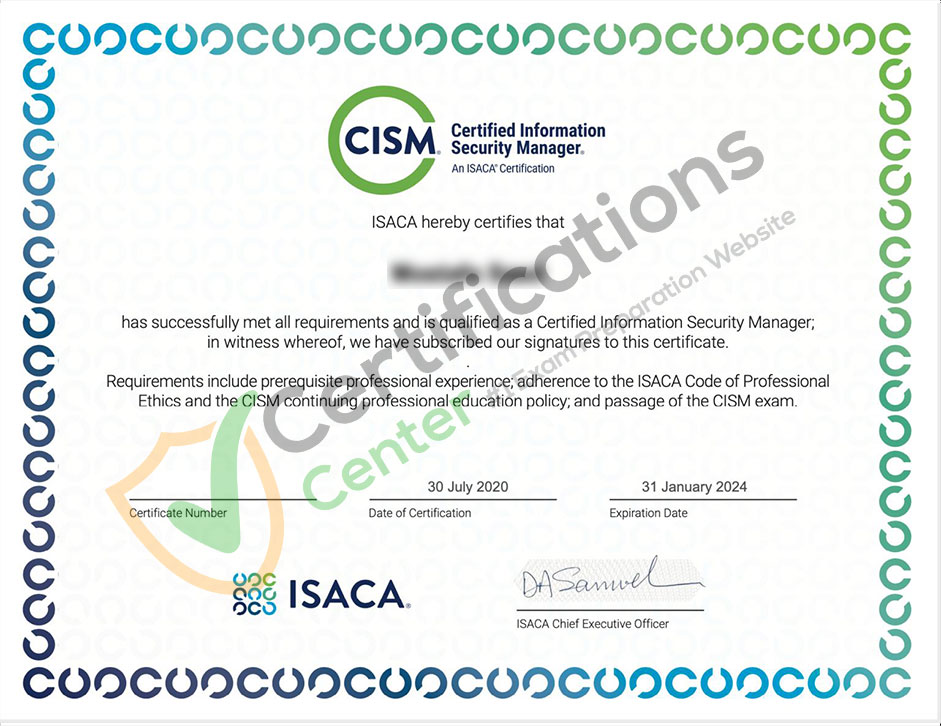 CISM®
Certified Information
Security Manager®
An ISACA® Certification
ISACA hereby certifies that
has successfully met all requirements and is qualified as a Certified Information Security Manager;
in witness whereof, we have subscribed our signatures to this certificate.
Requirements include prerequisite professional experience; adherence to the ISACA Code of Professional
Ethics and the CISM continuing professional education policy; and passage of the CISM exam.
Certifications
Center
#1 Exam Preparation Website
30 July 2020
31 January 2024
Certificate Number
Date of Certification
Expiration Date
ISACA®
DASamuel
ISACA Chief Executive Officer